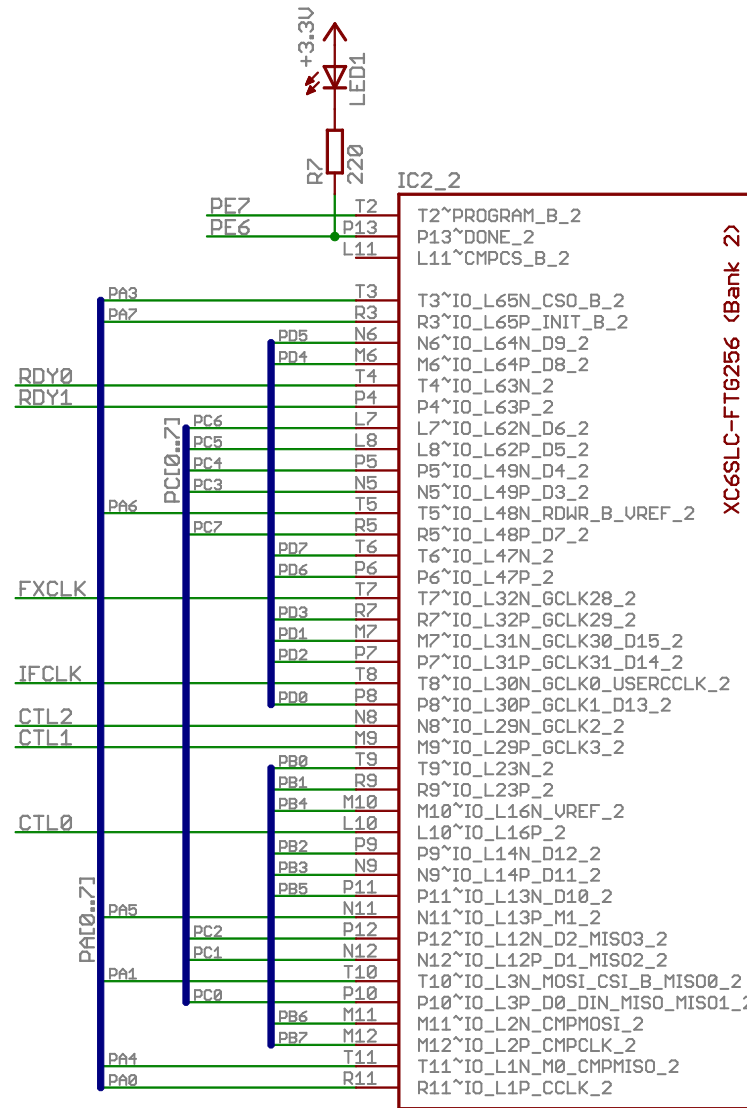 +3.3V
LED1
R7
220
IC2_2
PE7 T2 T2~PROGRAM_B_2
PE6 P13 P13~DONE_2
L11 L11~CMPCS_B_2
XC6SLC-FTG256 (Bank 2)
PA3 T3 T3~IO_L65N_CSO_B_2
PA7 R3 R3~IO_L65P_INIT_B_2
PD5 N6 N6~IO_L64N_D9_2
PD4 M6 M6~IO_L64P_D8_2
RDY0 T4 T4~IO_L63N_2
RDY1 P4 P4~IO_L63P_2
PC[0..7]
PC6 L7 L7~IO_L62N_D6_2
PC5 L8 L8~IO_L62P_D5_2
PC4 P5 P5~IO_L49N_D4_2
PC3 N5 N5~IO_L49P_D3_2
PA6 T5 T5~IO_L48N_RDWR_B_VREF_2
PC7 R5 R5~IO_L48P_D7_2
PD7 T6 T6~IO_L47N_2
PD6 P6 P6~IO_L47P_2
FXCLK T7 T7~IO_L32N_GCLK28_2
PD3 R7 R7~IO_L32P_GCLK29_2
PD1 M7 M7~IO_L31N_GCLK30_D15_2
PD2 P7 P7~IO_L31P_GCLK31_D14_2
IFCLK T8 T8~IO_L30N_GCLK0_USERCCLK_2
PD0 P8 P8~IO_L30P_GCLK1_D13_2
CTL2 N8 N8~IO_L29N_GCLK2_2
CTL1 M9 M9~IO_L29P_GCLK3_2
PB0 T9 T9~IO_L23N_2
PB1 R9 R9~IO_L23P_2
PB4 M10 M10~IO_L16N_VREF_2
CTL0 L10 L10~IO_L16P_2
PB2 P9 P9~IO_L14N_D12_2
PB3 N9 N9~IO_L14P_D11_2
PB5 P11 P11~IO_L13N_D10_2
PA[0..7]
PA5 N11 N11~IO_L13P_M1_2
PC2 P12 P12~IO_L12N_D2_MISO3_2
PC1 N12 N12~IO_L12P_D1_MISO2_2
PA1 T10 T10~IO_L3N_MOSI_CSI_B_MISO0_2
PC0 P10 P10~IO_L3P_D0_DIN_MISO_MISO1_2
PB6 M11 M11~IO_L2N_CMPMOSI_2
PB7 M12 M12~IO_L2P_CMPCLK_2
PA4 T11 T11~IO_L1N_M0_CMPMISO_2
PA0 R11 R11~IO_L1P_CCLK_2